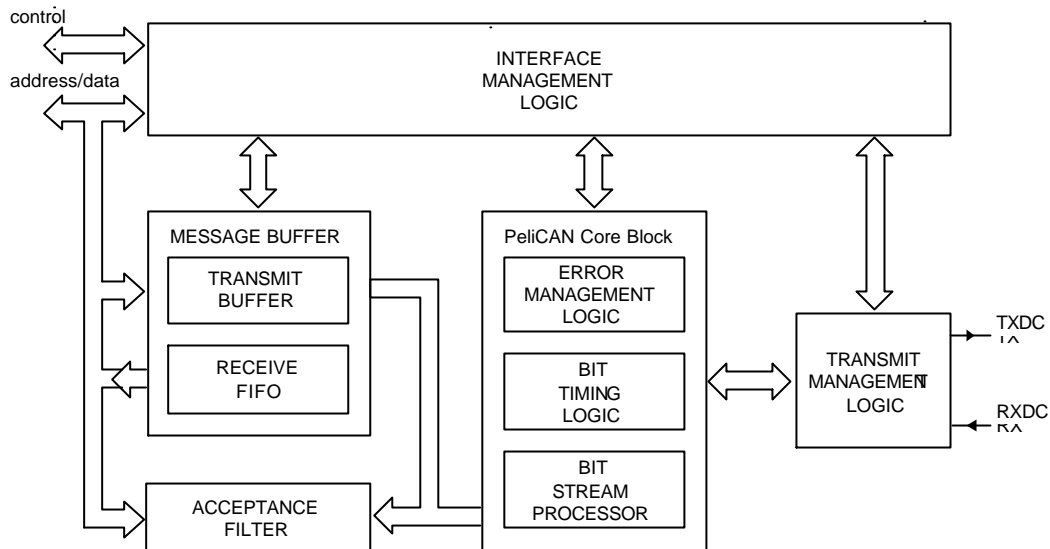 control
INTERFACE
MANAGEMENT
LOGIC
address/data
MESSAGE BUFFER
TRANSMIT
BUFFER
RECEIVE
FIFO
ACCEPTANCE
FILTER
PeliCAN Core Block
ERROR
MANAGEMENT
LOGIC
BIT
TIMING
LOGIC
BIT
STREAM
PROCESSOR
TRANSMIT
MANAGEMENT
LOGIC
TXDC
RXDC